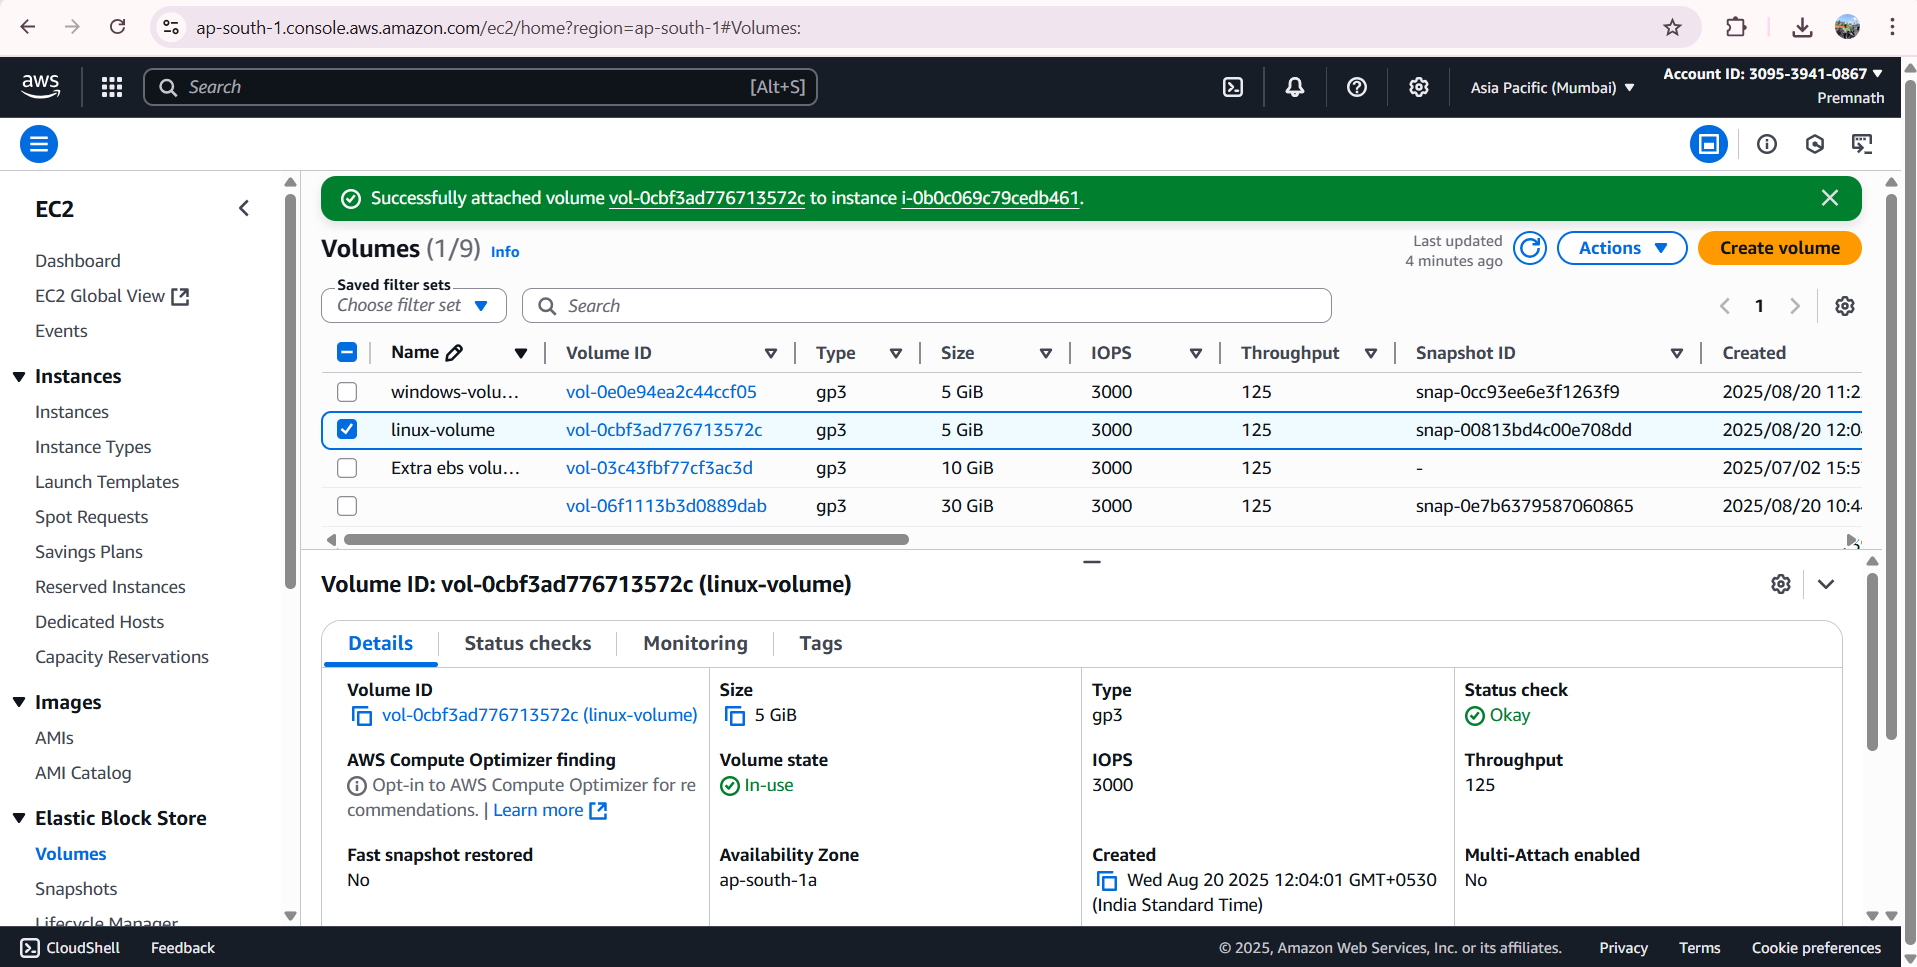 ap-south-1.console.aws.amazon.com/ec2/home?region=ap-south-1#Volumes:
aws
Search
[Alt+S]
Asia Pacific (Mumbai)
Account ID: 3095-3941-0867
Premnath
EC2
Dashboard
EC2 Global View
Events
Instances
Instances
Instance Types
Launch Templates
Spot Requests
Savings Plans
Reserved Instances
Dedicated Hosts
Capacity Reservations
Images
AMIs
AMI Catalog
Elastic Block Store
Volumes
Snapshots
Lifecycle Manager
Successfully attached volume vol-0cbf3ad776713572c to instance i-0b0c069c79cedb461.
Volumes (1/9) Info
Last updated
4 minutes ago
Actions
Create volume
Saved filter sets
Choose filter set
Search
1
Name Volume ID Type Size IOPS Throughput Snapshot ID Created
windows-volu... vol-0e0e94ea2c44ccf05 gp3 5 GiB 3000 125 snap-0cc93ee6e3f1263f9 2025/08/20 11:2
linux-volume vol-0cbf3ad776713572c gp3 5 GiB 3000 125 snap-00813bd4c00e708dd 2025/08/20 12:0
Extra ebs volu... vol-03c43fbf77cf3ac3d gp3 10 GiB 3000 125 - 2025/07/02 15:5
vol-06f1113b3d0889dab gp3 30 GiB 3000 125 snap-0e7b6379587060865 2025/08/20 10:4
Volume ID: vol-0cbf3ad776713572c (linux-volume)
Details
Status checks
Monitoring
Tags
Volume ID
vol-0cbf3ad776713572c (linux-volume)
Size
5 GiB
Type
gp3
Status check
Okay
AWS Compute Optimizer finding
Opt-in to AWS Compute Optimizer for re
commendations. | Learn more
Volume state
In-use
IOPS
3000
Throughput
125
Fast snapshot restored
No
Availability Zone
ap-south-1a
Created
Wed Aug 20 2025 12:04:01 GMT+0530
(India Standard Time)
Multi-Attach enabled
No
CloudShell
Feedback
© 2025, Amazon Web Services, Inc. or its affiliates.
Privacy
Terms
Cookie preferences